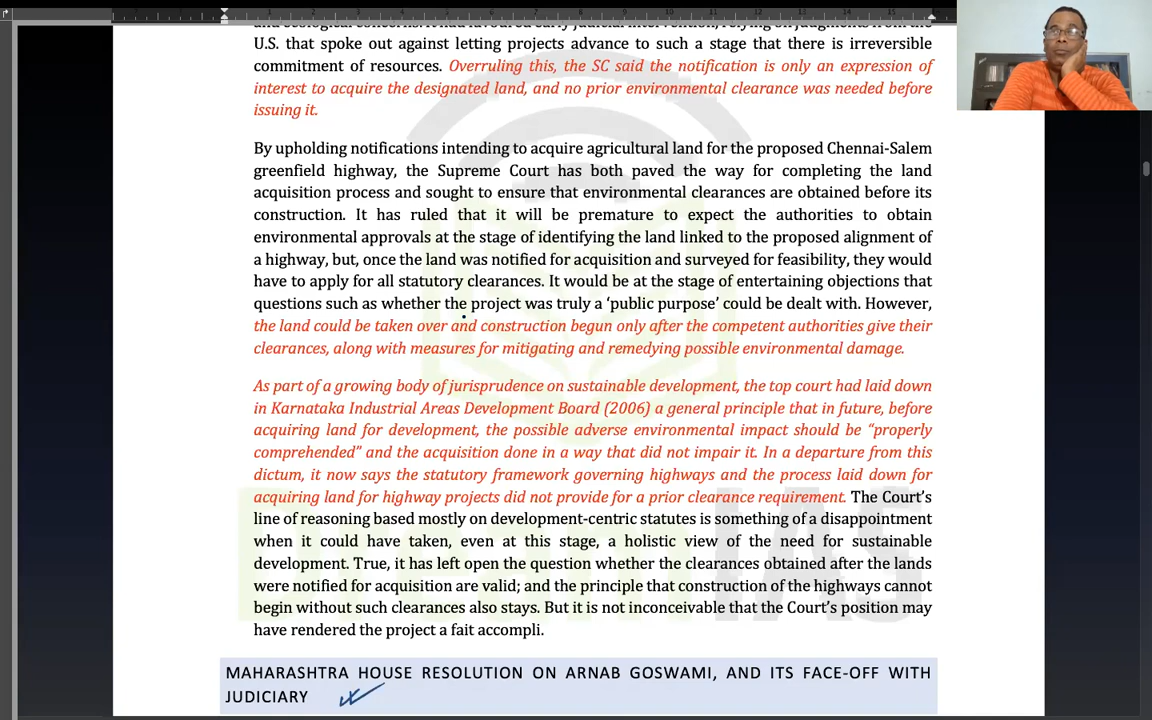 U.S. that spoke out against letting projects advance to such a stage that there is irreversible
commitment of resources. Overruling this, the SC said the notification is only an expression of
interest to acquire the designated land, and no prior environmental clearance was needed before
issuing it.
By upholding notifications intending to acquire agricultural land for the proposed Chennai-Salem
greenfield highway, the Supreme Court has both paved the way for completing the land
acquisition process and sought to ensure that environmental clearances are obtained before its
construction. It has ruled that it will be premature to expect the authorities to obtain
environmental approvals at the stage of identifying the land linked to the proposed alignment of
a highway, but, once the land was notified for acquisition and surveyed for feasibility, they would
have to apply for all statutory clearances. It would be at the stage of entertaining objections that
questions such as whether the project was truly a ‘public purpose’ could be dealt with. However,
the land could be taken over and construction begun only after the competent authorities give their
clearances, along with measures for mitigating and remedying possible environmental damage.
As part of a growing body of jurisprudence on sustainable development, the top court had laid down
in Karnataka Industrial Areas Development Board (2006) a general principle that in future, before
acquiring land for development, the possible adverse environmental impact should be “properly
comprehended” and the acquisition done in a way that did not impair it. In a departure from this
dictum, it now says the statutory framework governing highways and the process laid down for
acquiring land for highway projects did not provide for a prior clearance requirement. The Court’s
line of reasoning based mostly on development-centric statutes is something of a disappointment
when it could have taken, even at this stage, a holistic view of the need for sustainable
development. True, it has left open the question whether the clearances obtained after the lands
were notified for acquisition are valid; and the principle that construction of the highways cannot
begin without such clearances also stays. But it is not inconceivable that the Court’s position may
have rendered the project a fait accompli.
MAHARASHTRA HOUSE RESOLUTION ON ARNAB GOSWAMI, AND ITS FACE-OFF WITH
JUDICIARY